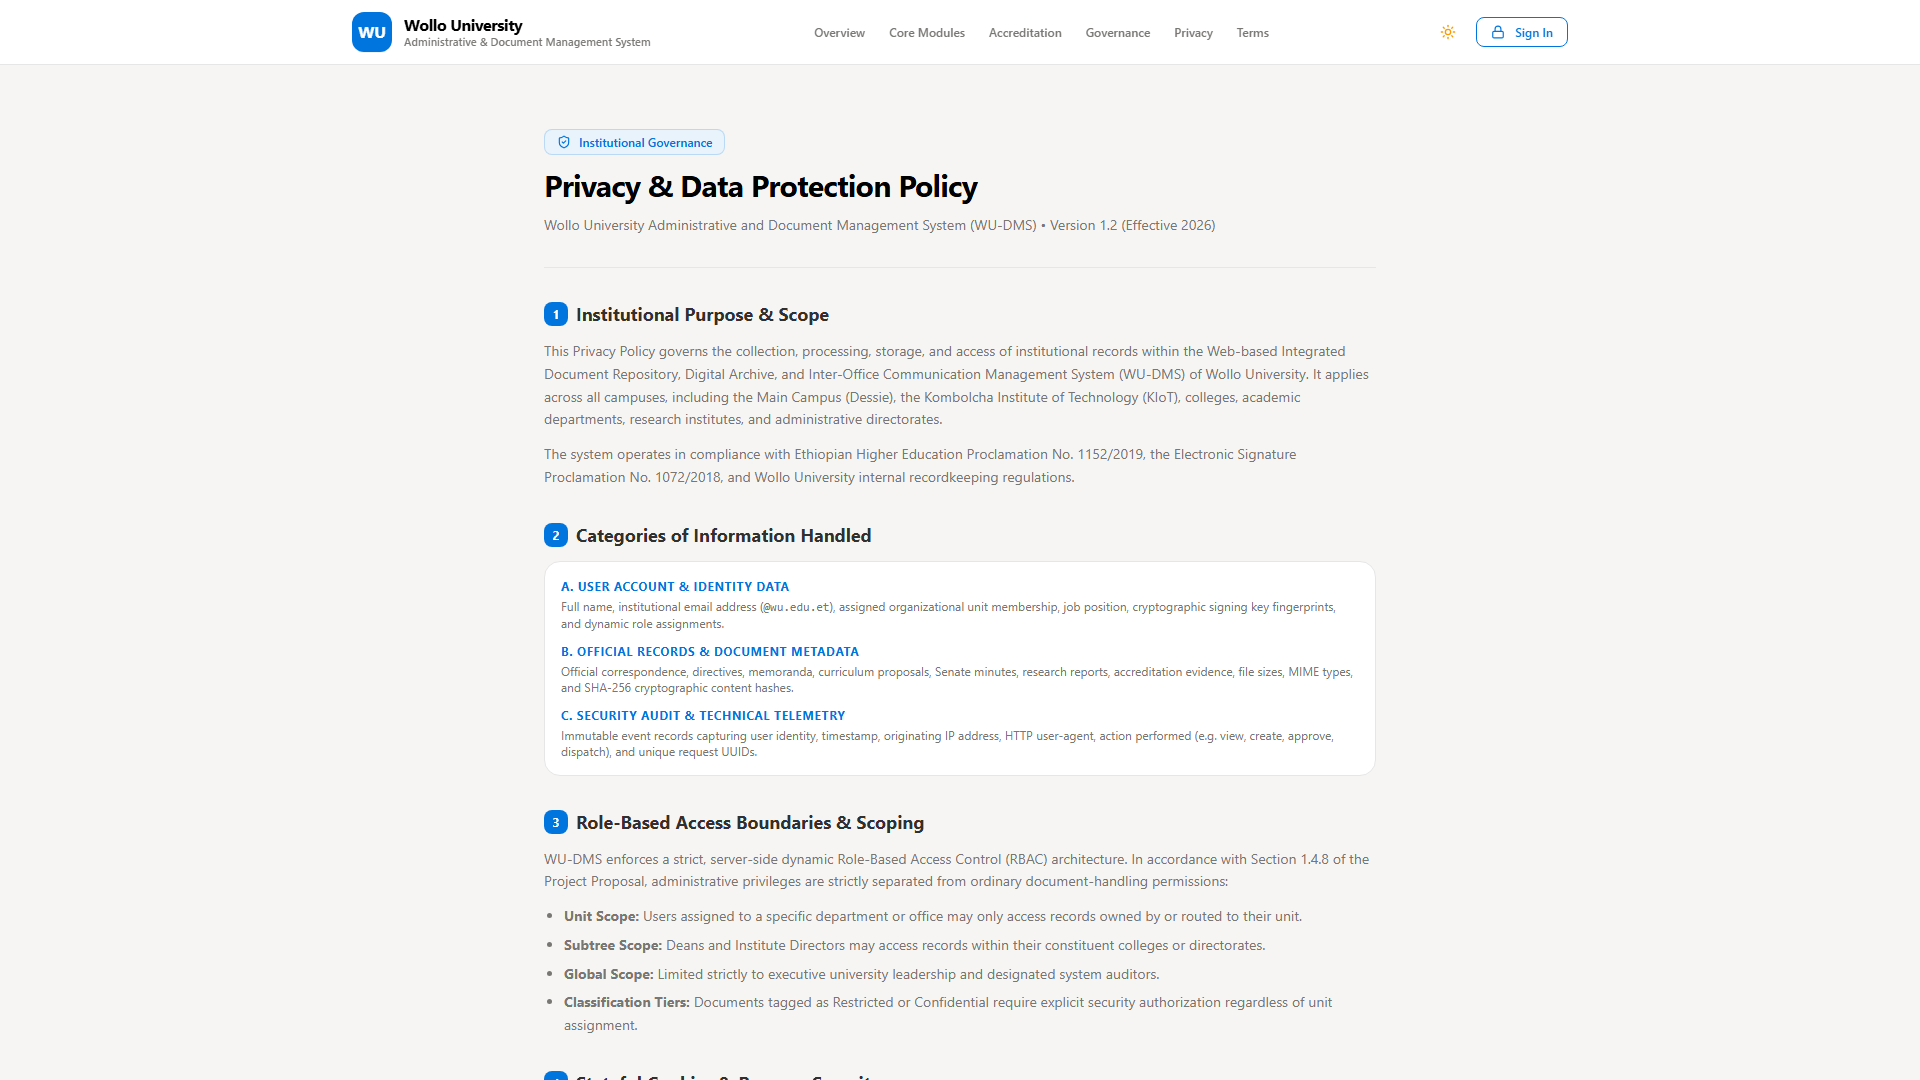 WU
Wollo University
Administrative & Document Management System
Overview
Core Modules
Accreditation
Governance
Privacy
Terms
Sign In
Institutional Governance
Privacy & Data Protection Policy
Wollo University Administrative and Document Management System (WU-DMS) • Version 1.2 (Effective 2026)
1 Institutional Purpose & Scope
This Privacy Policy governs the collection, processing, storage, and access of institutional records within the Web-based Integrated
Document Repository, Digital Archive, and Inter-Office Communication Management System (WU-DMS) of Wollo University. It applies
across all campuses, including the Main Campus (Dessie), the Kombolcha Institute of Technology (KIoT), colleges, academic
departments, research institutes, and administrative directorates.
The system operates in compliance with Ethiopian Higher Education Proclamation No. 1152/2019, the Electronic Signature
Proclamation No. 1072/2018, and Wollo University internal recordkeeping regulations.
2 Categories of Information Handled
A. USER ACCOUNT & IDENTITY DATA
Full name, institutional email address (@wu.edu.et), assigned organizational unit membership, job position, cryptographic signing key fingerprints,
and dynamic role assignments.
B. OFFICIAL RECORDS & DOCUMENT METADATA
Official correspondence, directives, memoranda, curriculum proposals, Senate minutes, research reports, accreditation evidence, file sizes, MIME types,
and SHA-256 cryptographic content hashes.
C. SECURITY AUDIT & TECHNICAL TELEMETRY
Immutable event records capturing user identity, timestamp, originating IP address, HTTP user-agent, action performed (e.g. view, create, approve,
dispatch), and unique request UUIDs.
3 Role-Based Access Boundaries & Scoping
WU-DMS enforces a strict, server-side dynamic Role-Based Access Control (RBAC) architecture. In accordance with Section 1.4.8 of the
Project Proposal, administrative privileges are strictly separated from ordinary document-handling permissions:
• Unit Scope: Users assigned to a specific department or office may only access records owned by or routed to their unit.
• Subtree Scope: Deans and Institute Directors may access records within their constituent colleges or directorates.
• Global Scope: Limited strictly to executive university leadership and designated system auditors.
• Classification Tiers: Documents tagged as Restricted or Confidential require explicit security authorization regardless of unit
assignment.